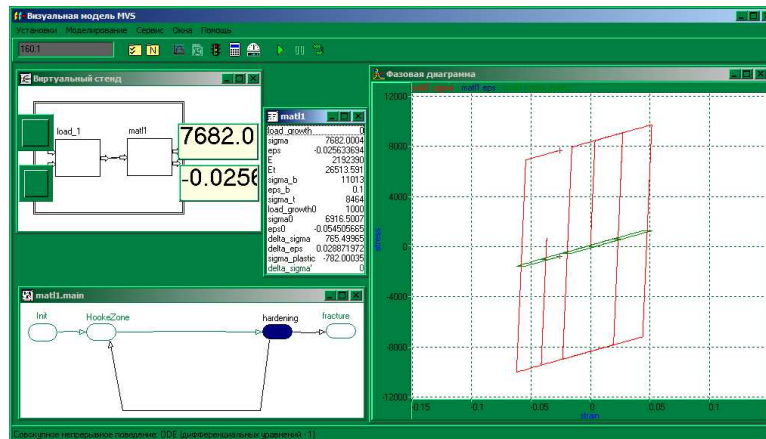 Визуальная модель MVS
Установки Моделирование Сервис Окна Помощь
160.1
Виртуальный стенд
load_1
matl1
7682.0
-0.0256
matl1
load_growth 0
sigma 7682.0004
eps -0.025633694
E 2192390
Et 26513.591
sigma_b 11013
eps_b 0.1
sigma_t 8464
load_growth0 1000
sigma0 6916.5007
eps0 -0.054505665
delta_sigma 765.49965
delta_eps 0.028871972
sigma_plastic -782.00035
delta_sigma' 0
matl1.main
Init
HookeZone
hardening
fracture
Фазовая диаграмма
matl1.eps
12000
8000
4000
0
-4000
-8000
-12000
stress
-0.15 -0.1 -0.05 0 0.05 0.1
strain
Совокупное непрерывное поведение: ODE (дифференциальных уравнений - 1)